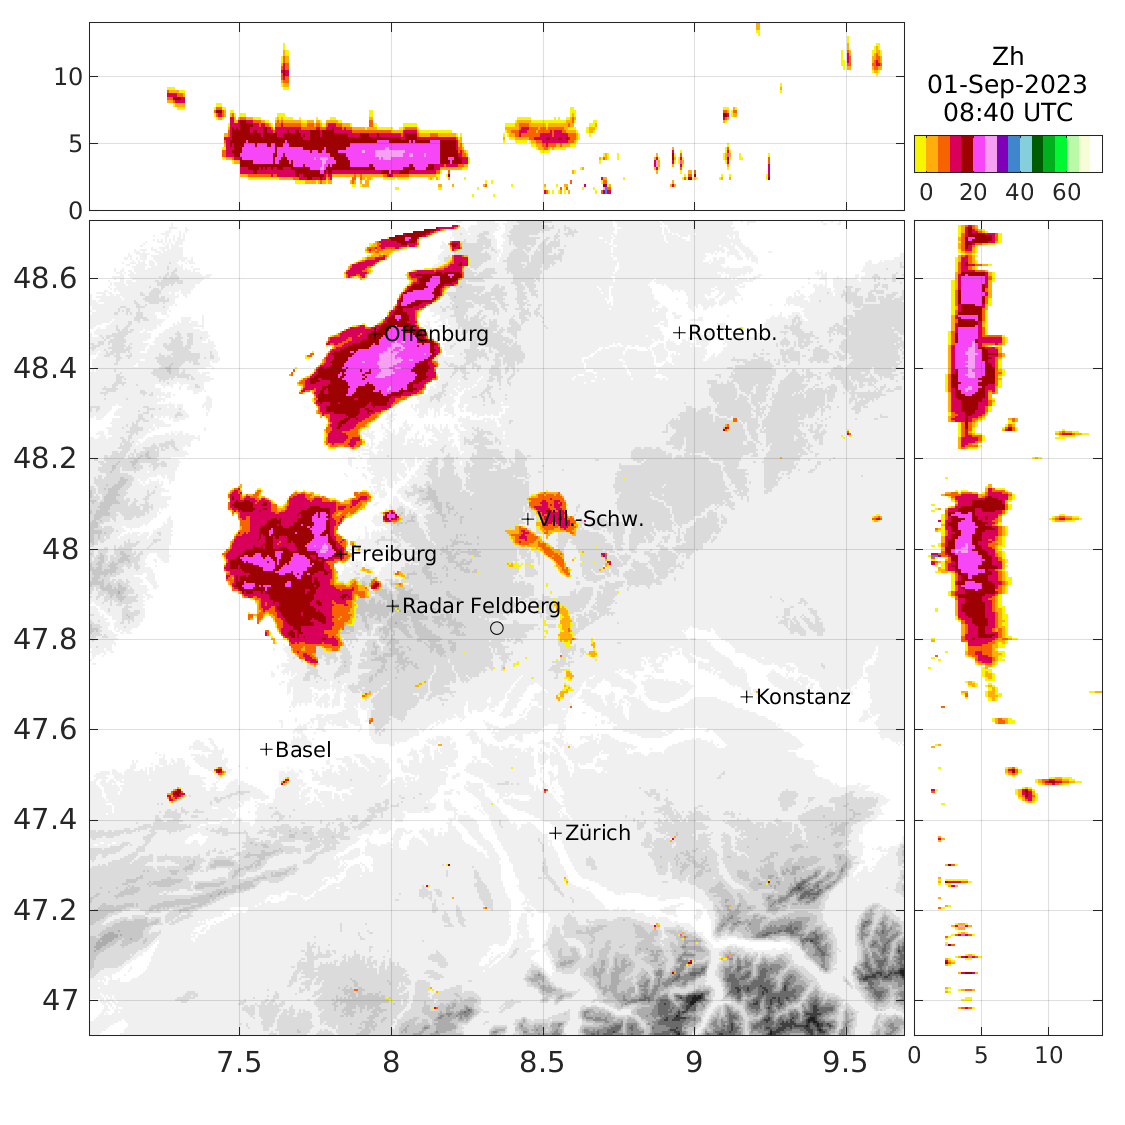 10
5
0
Zh
01-Sep-2023
08:40 UTC
0 20 40 60
48.6
48.4
48.2
48
47.8
47.6
47.4
47.2
47
Offenburg
Rottenb.
Vill.-Schw.
Freiburg
Radar Feldberg
Konstanz
Basel
Zürich
7.5 8 8.5 9 9.5
0 5 10